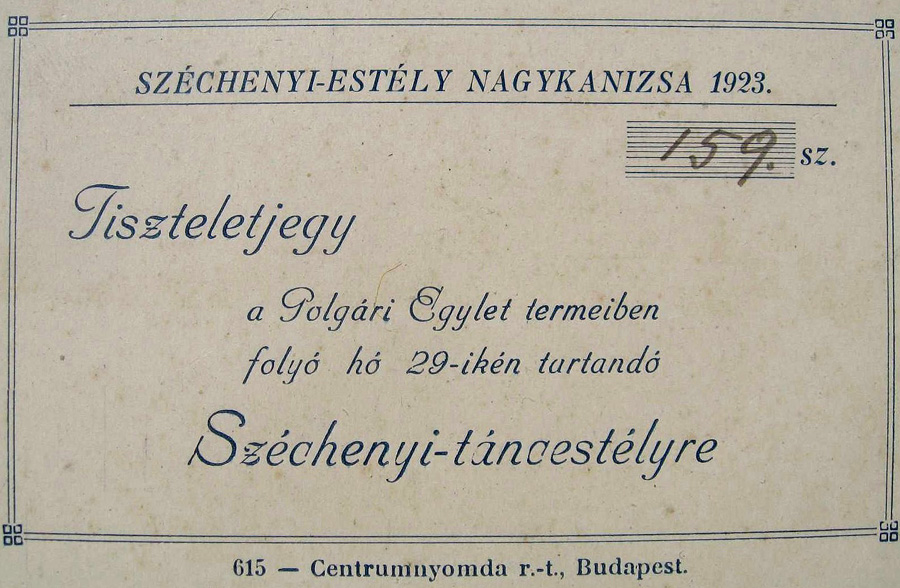 SZÉCHENYI-ESTÉLY NAGYKANIZSA 1923.
159. sz.
Tiszteletjegy
a Polgári Egylet termeiben
folyó hó 29-ikén tartandó
Széchenyi-táncestélyre
615 — Centrumnyomda r.-t., Budapest.